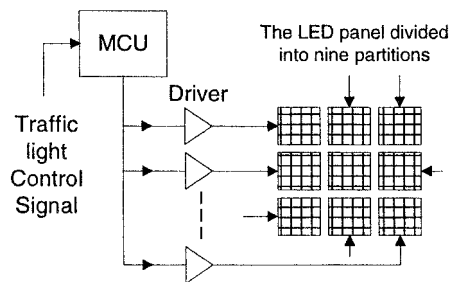 MCU
The LED panel divided
into nine partitions
Driver
Traffic
light
Control
Signal